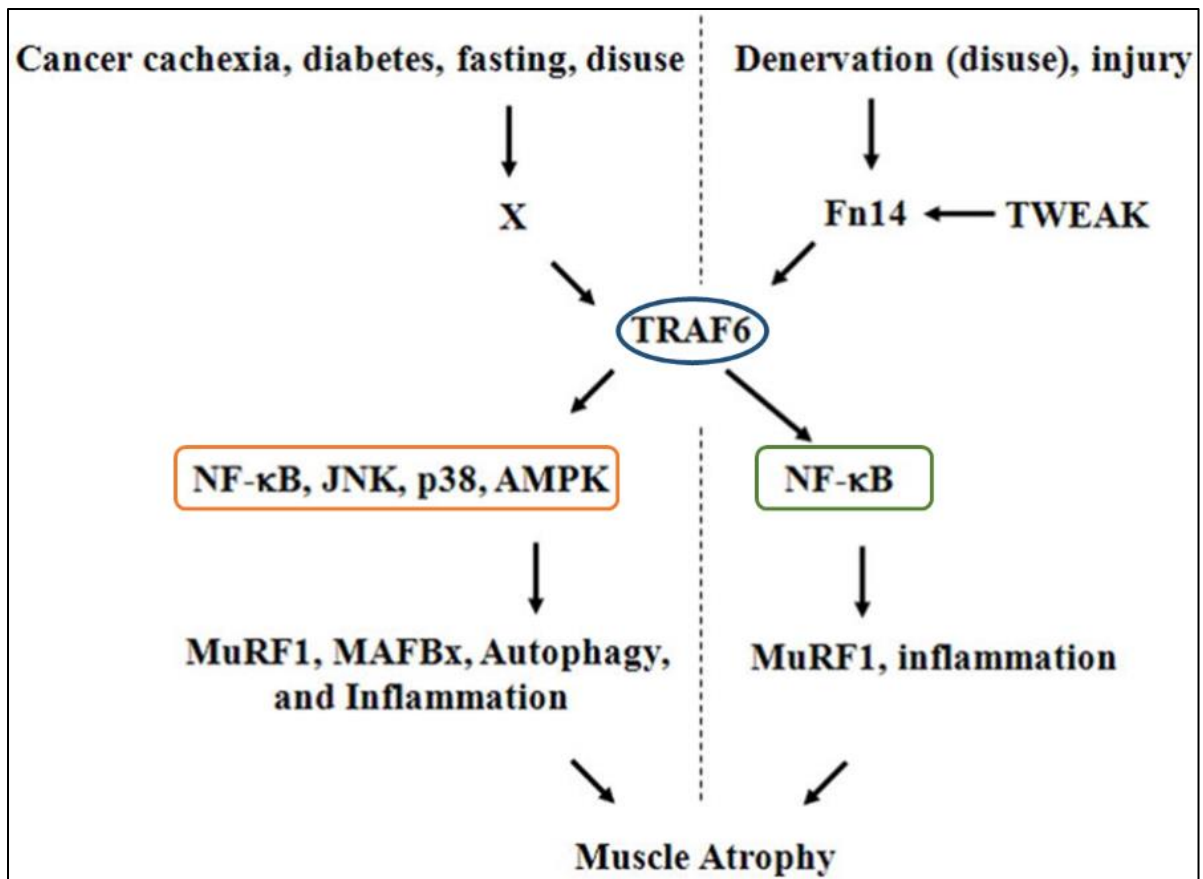 Cancer cachexia, diabetes, fasting, disuse
Denervation (disuse), injury
X
Fn14
TWEAK
TRAF6
NF-κB, JNK, p38, AMPK
NF-κB
MuRF1, MAFBx, Autophagy,
and Inflammation
MuRF1, inflammation
Muscle Atrophy